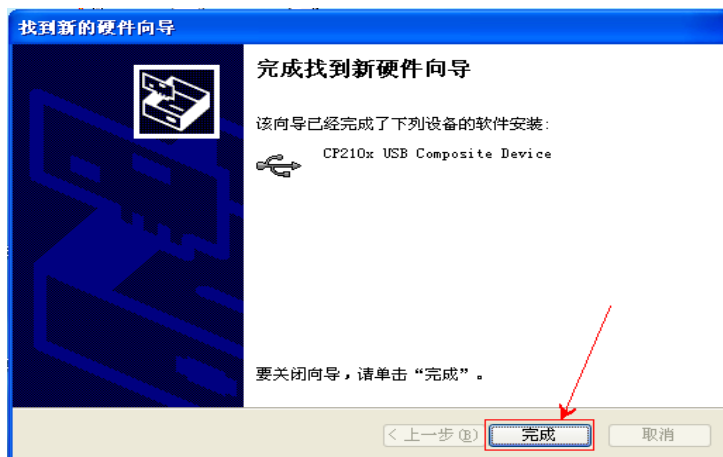 找到新的硬件向导
完成找到新硬件向导
该向导已经完成了下列设备的软件安装:
CP210x USB Composite Device
要关闭向导，请单击“完成”。
< 上一步(B)
完成
取消